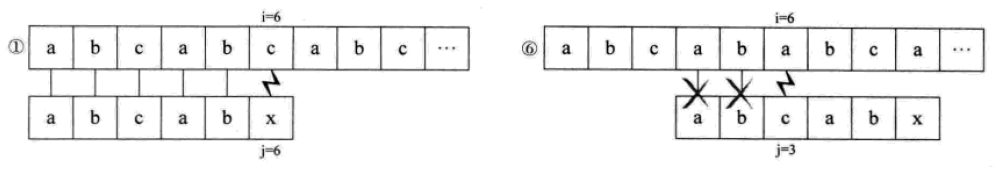 i=6
① a b c a b c a b c ...
a b c a b x
j=6
i=6
⑥ a b c a b a b c a ...
a b c a b x
j=3